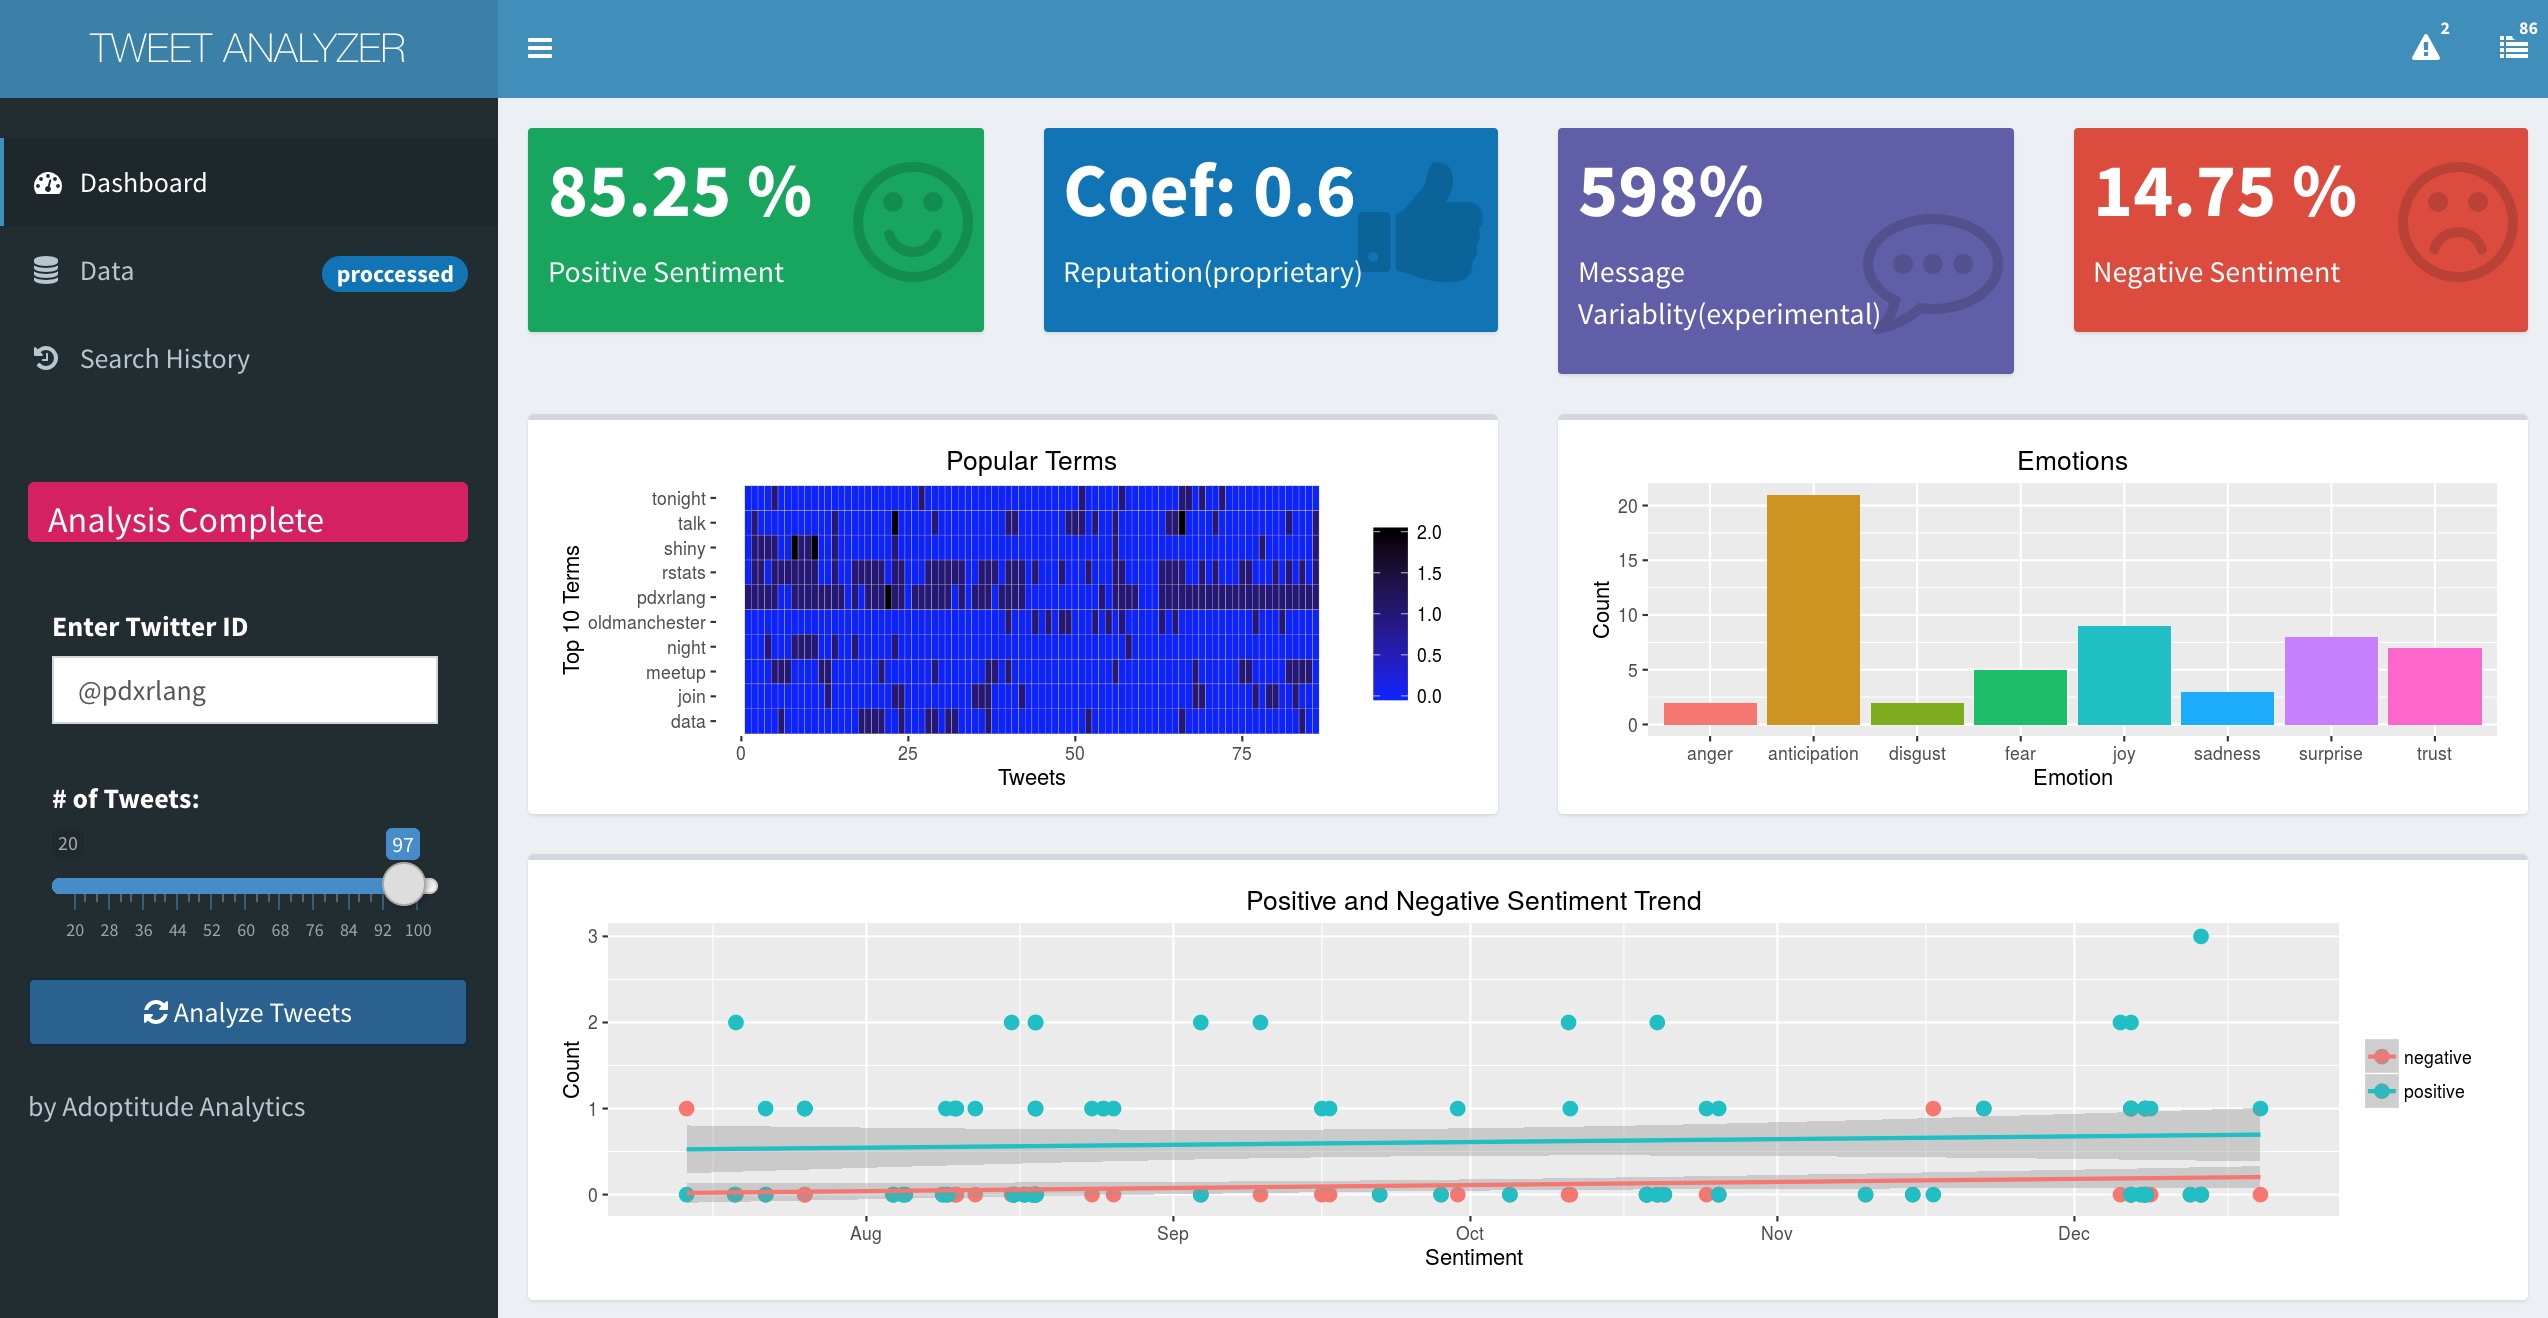 TWEET ANALYZER
2
86
Dashboard
Data
proccessed
Search History
Analysis Complete
Enter Twitter ID
@pdxrlang
# of Tweets:
20
97
20 28 36 44 52 60 68 76 84 92 100
Analyze Tweets
by Adoptitude Analytics
85.25 %
Positive Sentiment
Coef: 0.6
Reputation(proprietary)
598%
Message
Variablity(experimental)
14.75 %
Negative Sentiment
Popular Terms
Top 10 Terms
tonight
talk
shiny
rstats
pdxrlang
oldmanchester
night
meetup
join
data
0 25 50 75
Tweets
2.0
1.5
1.0
0.5
0.0
Emotions
Count
20
15
10
5
0
anger anticipation disgust fear joy sadness surprise trust
Emotion
Positive and Negative Sentiment Trend
Count
3
2
1
0
Aug Sep Oct Nov Dec
Sentiment
negative
positive